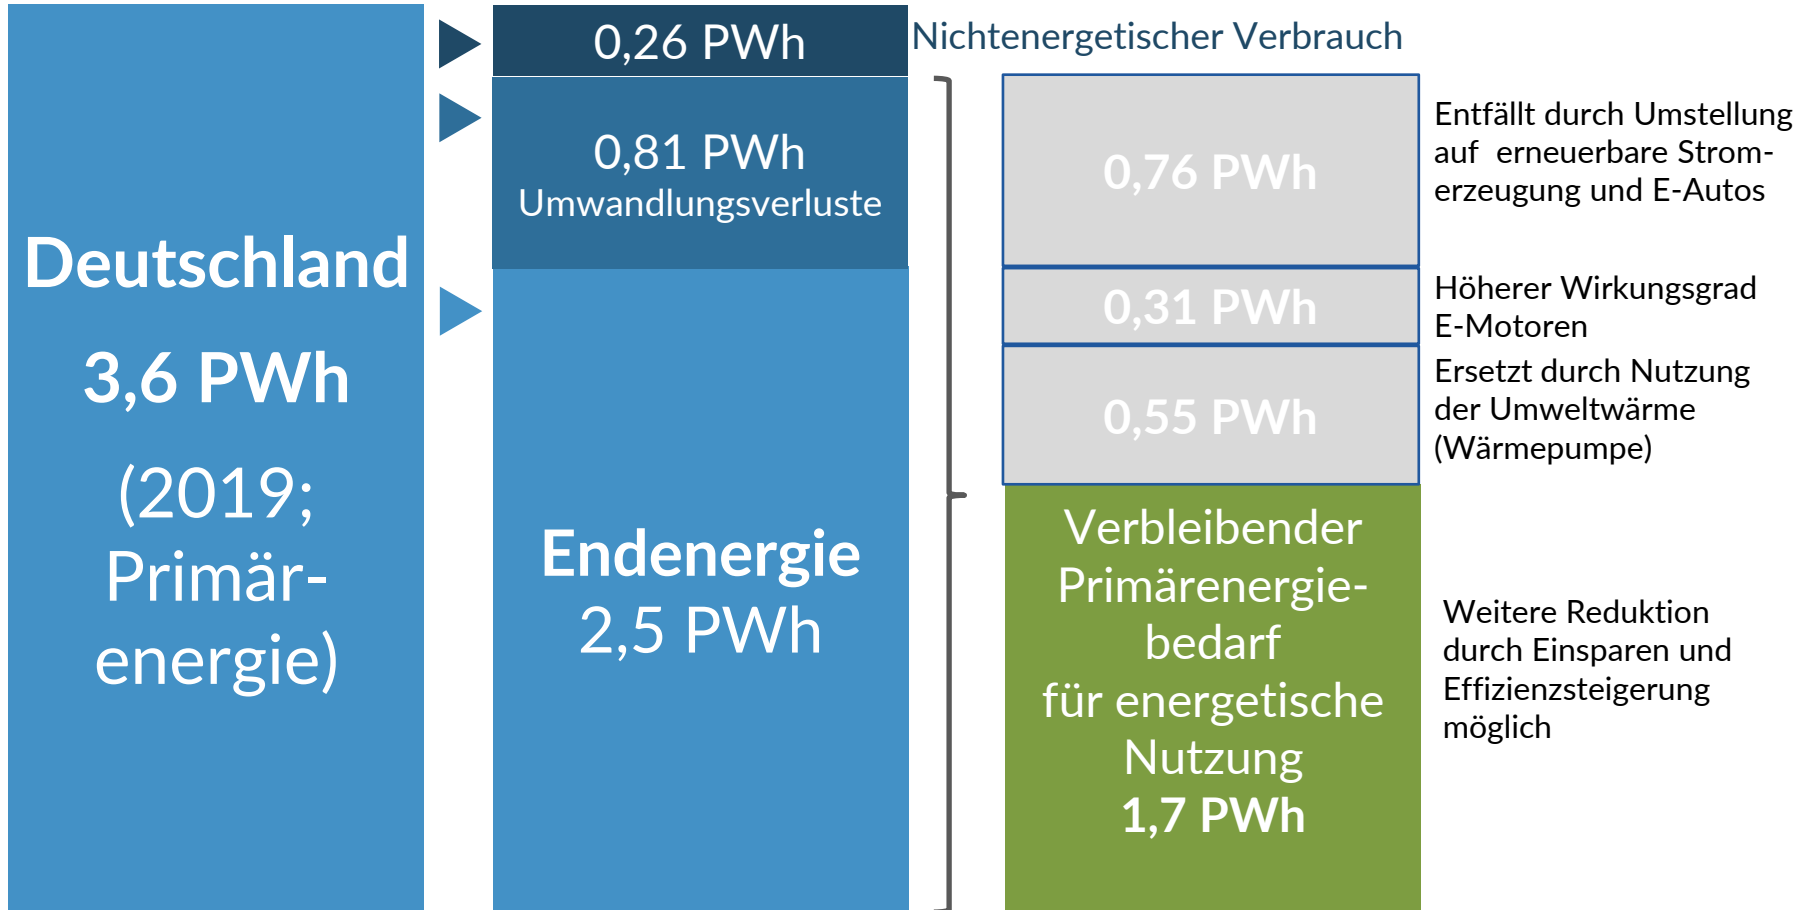 Deutschland
3,6 PWh
(2019;
Primär-
energie)
0,26 PWh
Nichtenergetischer Verbrauch
0,81 PWh
Umwandlungsverluste
Endenergie
2,5 PWh
0,76 PWh
Entfällt durch Umstellung
auf erneuerbare Strom-
erzeugung und E-Autos
0,31 PWh
Höherer Wirkungsgrad
E-Motoren
0,55 PWh
Ersetzt durch Nutzung
der Umweltwärme
(Wärmepumpe)
Verbleibender
Primärenergie-
bedarf
für energetische
Nutzung
1,7 PWh
Weitere Reduktion
durch Einsparen und
Effizienzsteigerung
möglich